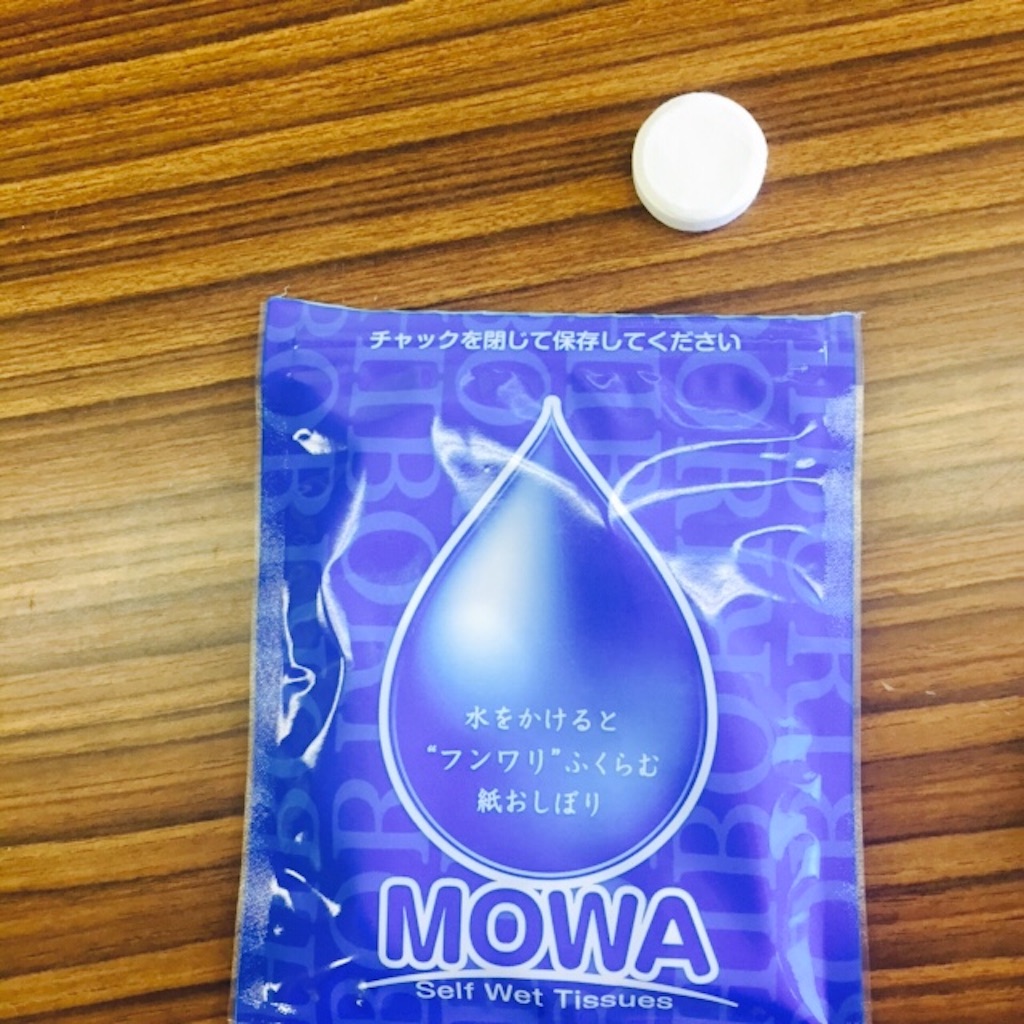 チャックを閉じて保存してください
水をかけると
“フンワリ”ふくらむ
紙おしぼり
MOWA
Self Wet Tissues